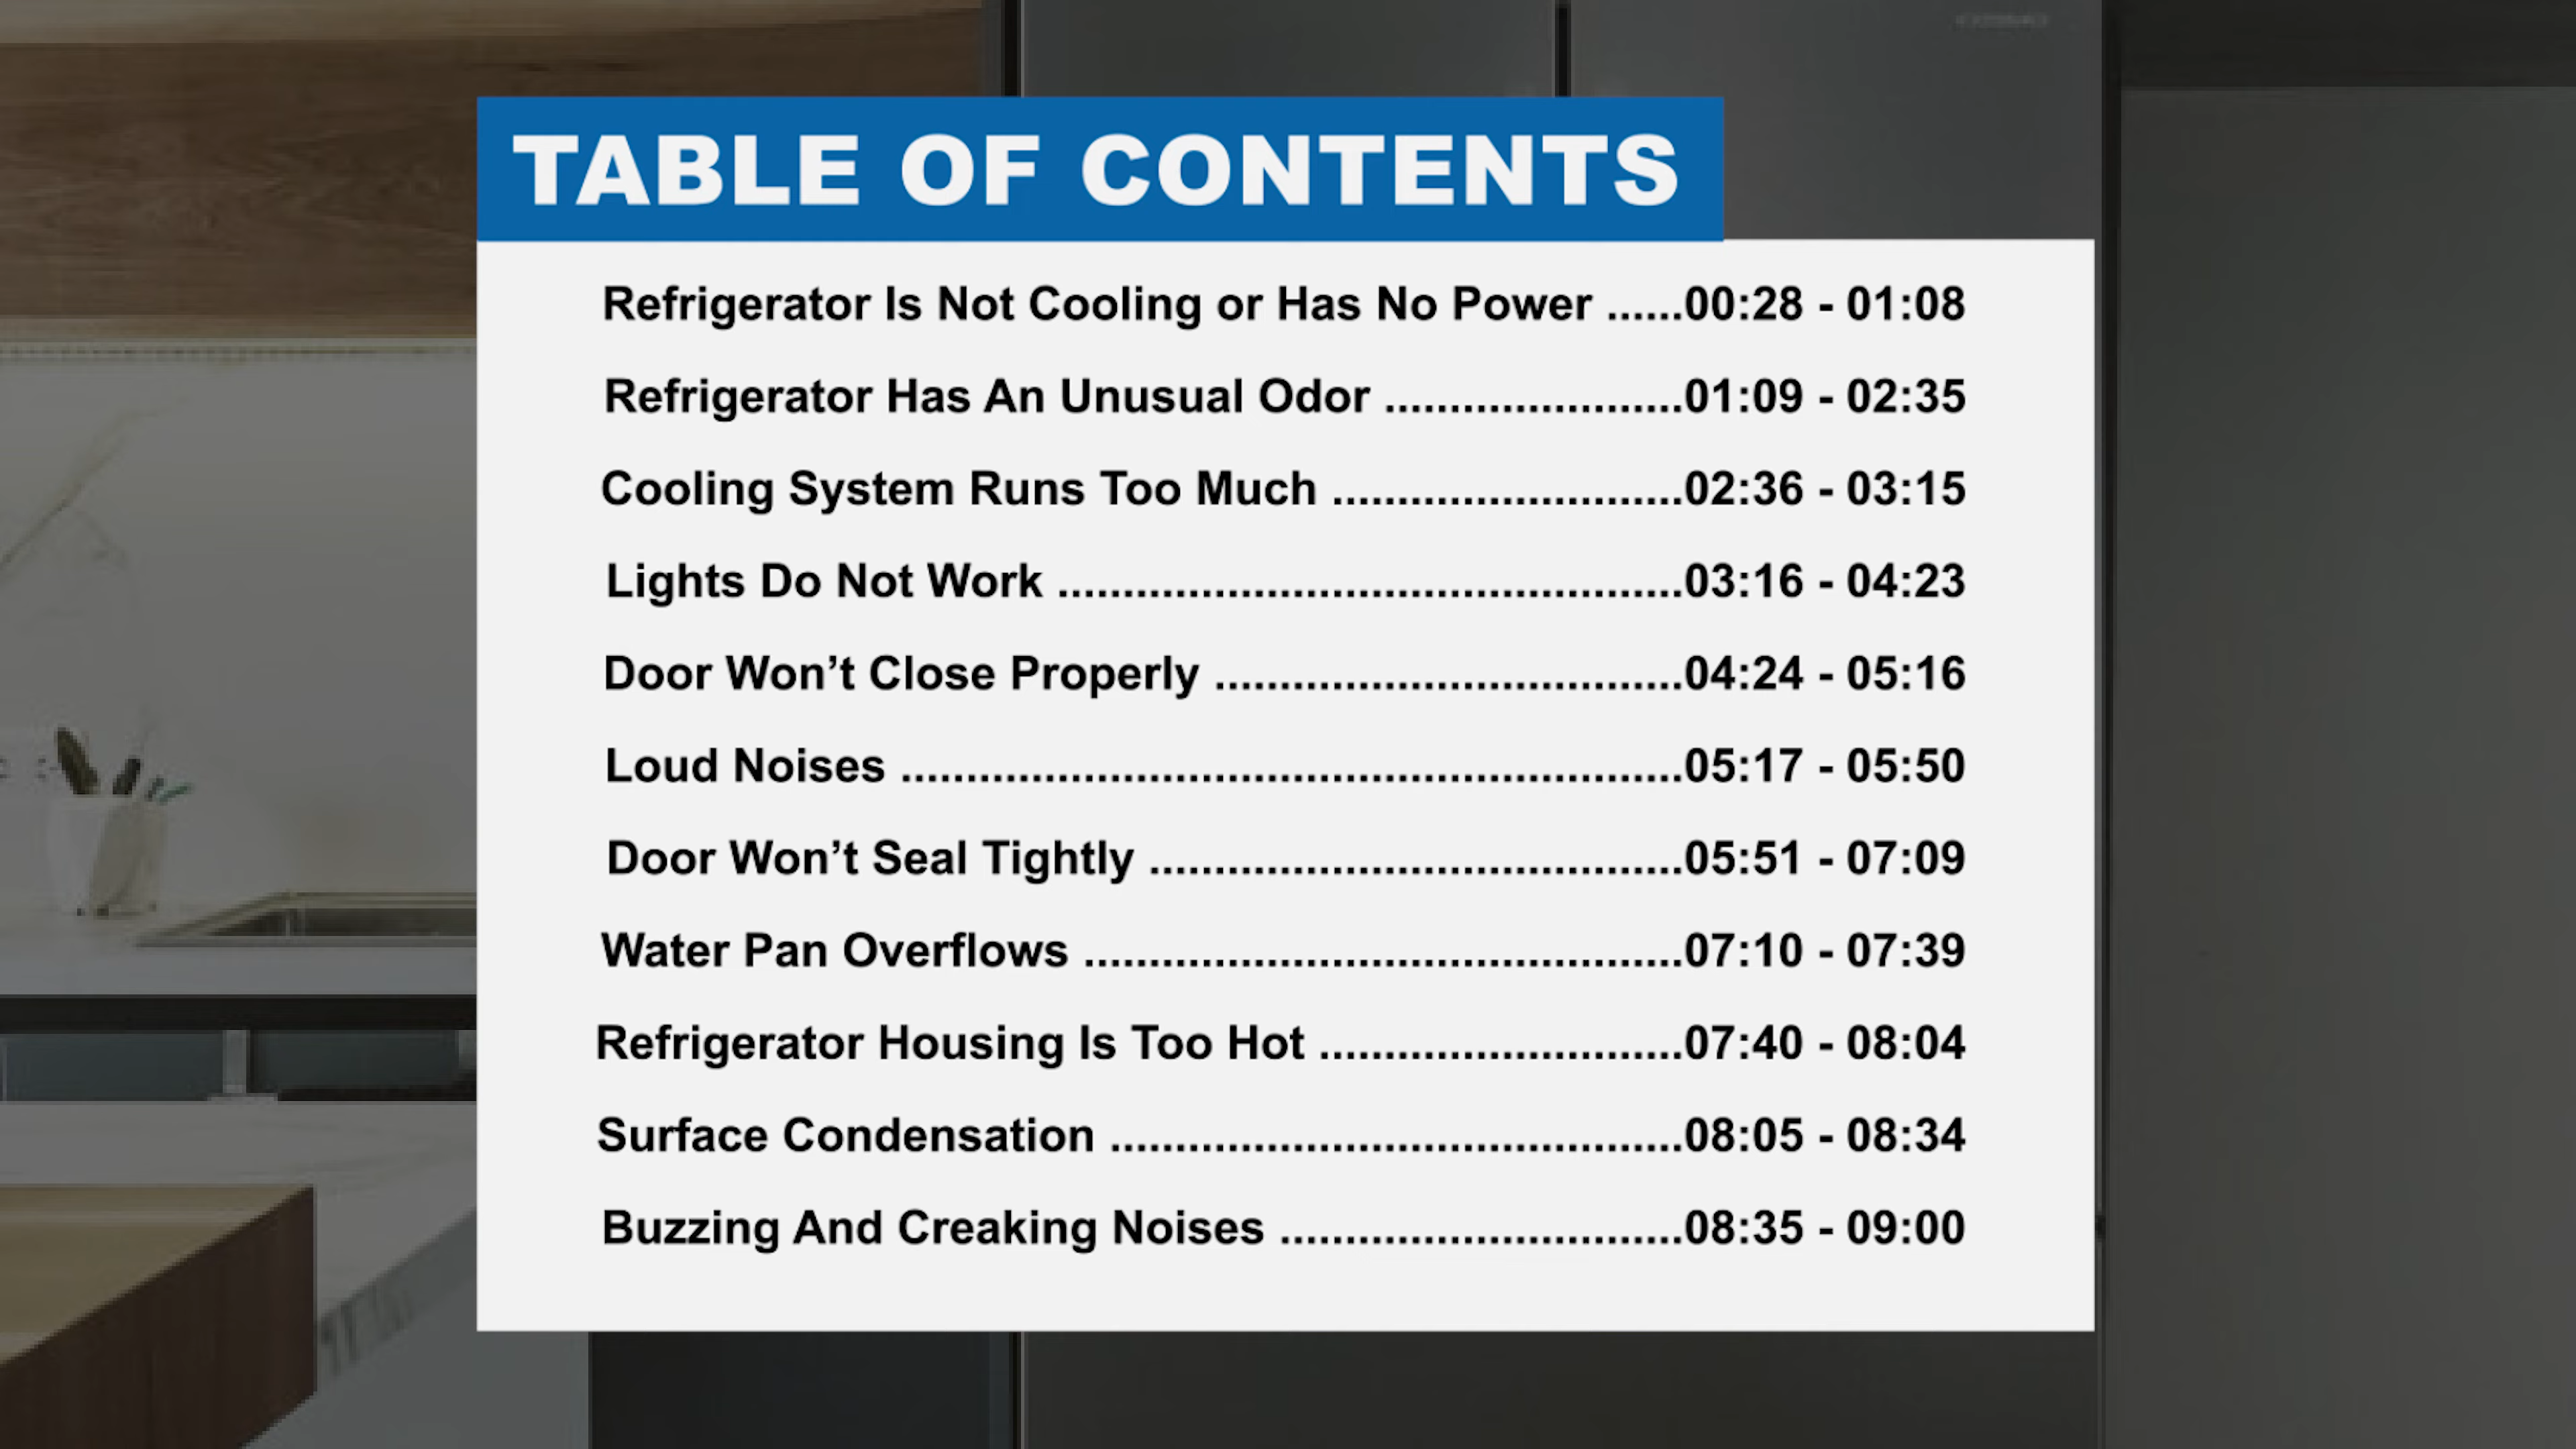 TABLE OF CONTENTS
Refrigerator Is Not Cooling or Has No Power ......00:28 - 01:08
Refrigerator Has An Unusual Odor .......................01:09 - 02:35
Cooling System Runs Too Much ...........................02:36 - 03:15
Lights Do Not Work ................................................03:16 - 04:23
Door Won’t Close Properly ....................................04:24 - 05:16
Loud Noises ............................................................05:17 - 05:50
Door Won’t Seal Tightly .........................................05:51 - 07:09
Water Pan Overflows ..............................................07:10 - 07:39
Refrigerator Housing Is Too Hot ............................07:40 - 08:04
Surface Condensation ............................................08:05 - 08:34
Buzzing And Creaking Noises ...............................08:35 - 09:00